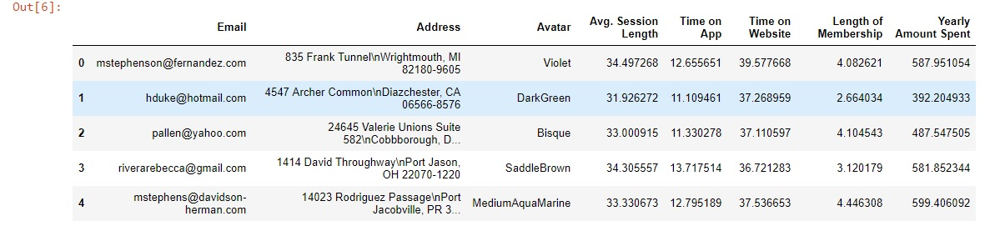 Out[6]:
Email Address Avatar Avg. Session Length Time on App Time on Website Length of Membership Yearly Amount Spent
0 mstephenson@fernandez.com 835 Frank Tunnel\nWrightmouth, MI 82180-9605 Violet 34.497268 12.655651 39.577668 4.082621 587.951054
1 hduke@hotmail.com 4547 Archer Common\nDiazchester, CA 06566-8576 DarkGreen 31.926272 11.109461 37.268959 2.664034 392.204933
2 pallen@yahoo.com 24645 Valerie Unions Suite 582\nCobbborough, D... Bisque 33.000915 11.330278 37.110597 4.104543 487.547505
3 riverarebecca@gmail.com 1414 David Throughway\nPort Jason, OH 22070-1220 SaddleBrown 34.305557 13.717514 36.721283 3.120179 581.852344
4 mstephens@davidson-herman.com 14023 Rodriguez Passage\nPort Jacobville, PR 3... MediumAquaMarine 33.330673 12.795189 37.536653 4.446308 599.406092